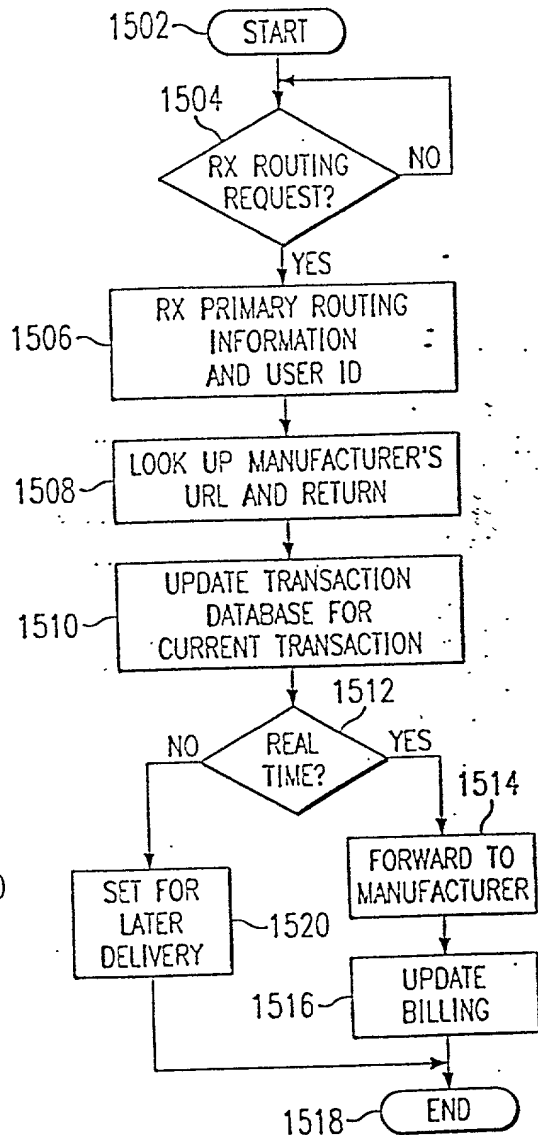 1502
START
1504
RX ROUTING
REQUEST?
NO
YES
1506
RX PRIMARY ROUTING
INFORMATION
AND USER ID
1508
LOOK UP MANUFACTURER'S
URL AND RETURN
1510
UPDATE TRANSACTION
DATABASE FOR
CURRENT TRANSACTION
1512
NO
REAL
TIME?
YES
1514
FORWARD TO
MANUFACTURER
SET FOR
LATER
DELIVERY
1520
1516
UPDATE
BILLING
1518
END